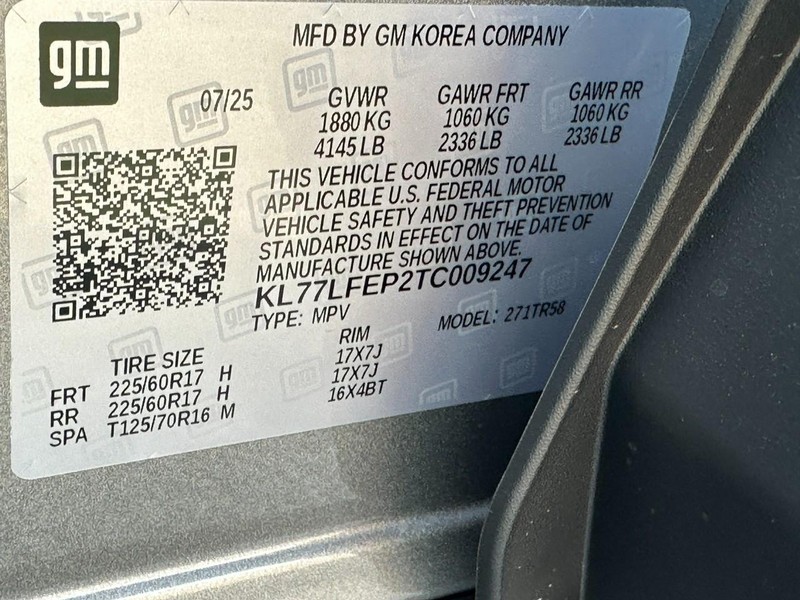 gm
MFD BY GM KOREA COMPANY
07/25
GVWR GAWR FRT GAWR RR
1880 KG 1060 KG 1060 KG
4145 LB 2336 LB 2336 LB
THIS VEHICLE CONFORMS TO ALL
APPLICABLE U.S. FEDERAL MOTOR
VEHICLE SAFETY AND THEFT PREVENTION
STANDARDS IN EFFECT ON THE DATE OF
MANUFACTURE SHOWN ABOVE.
KL77LFEP2TC009247
TYPE: MPV MODEL: 271TR58
TIRE SIZE RIM
FRT 225/60R17 H 17X7J
RR 225/60R17 H 17X7J
SPA T125/70R16 M 16X4BT